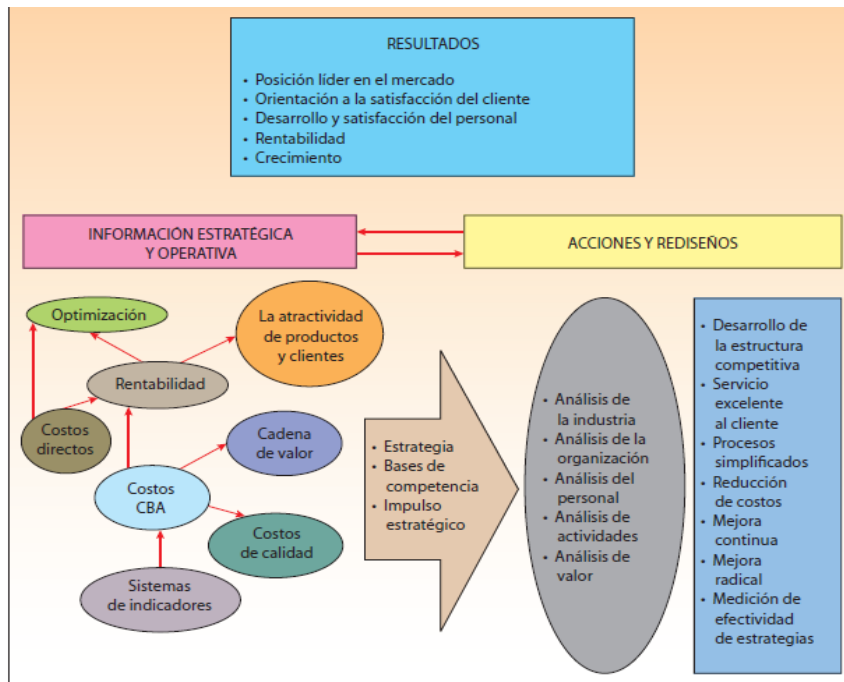 RESULTADOS
• Posición líder en el mercado
• Orientación a la satisfacción del cliente
• Desarrollo y satisfacción del personal
• Rentabilidad
• Crecimiento
INFORMACIÓN ESTRATÉGICA
Y OPERATIVA
ACCIONES Y REDISEÑOS
Optimización
La atractividad
de productos
y clientes
Rentabilidad
Costos
directos
Cadena
de valor
Costos
CBA
Costos
de calidad
Sistemas
de indicadores
• Estrategia
• Bases de
competencia
• Impulso
estratégico
• Análisis de
la industria
• Análisis de la
organización
• Análisis del
personal
• Análisis de
actividades
• Análisis de
valor
• Desarrollo de
la estructura
competitiva
• Servicio
excelente
al cliente
• Procesos
simplificados
• Reducción
de costos
• Mejora
continua
• Mejora
radical
• Medición de
efectividad
de estrategias